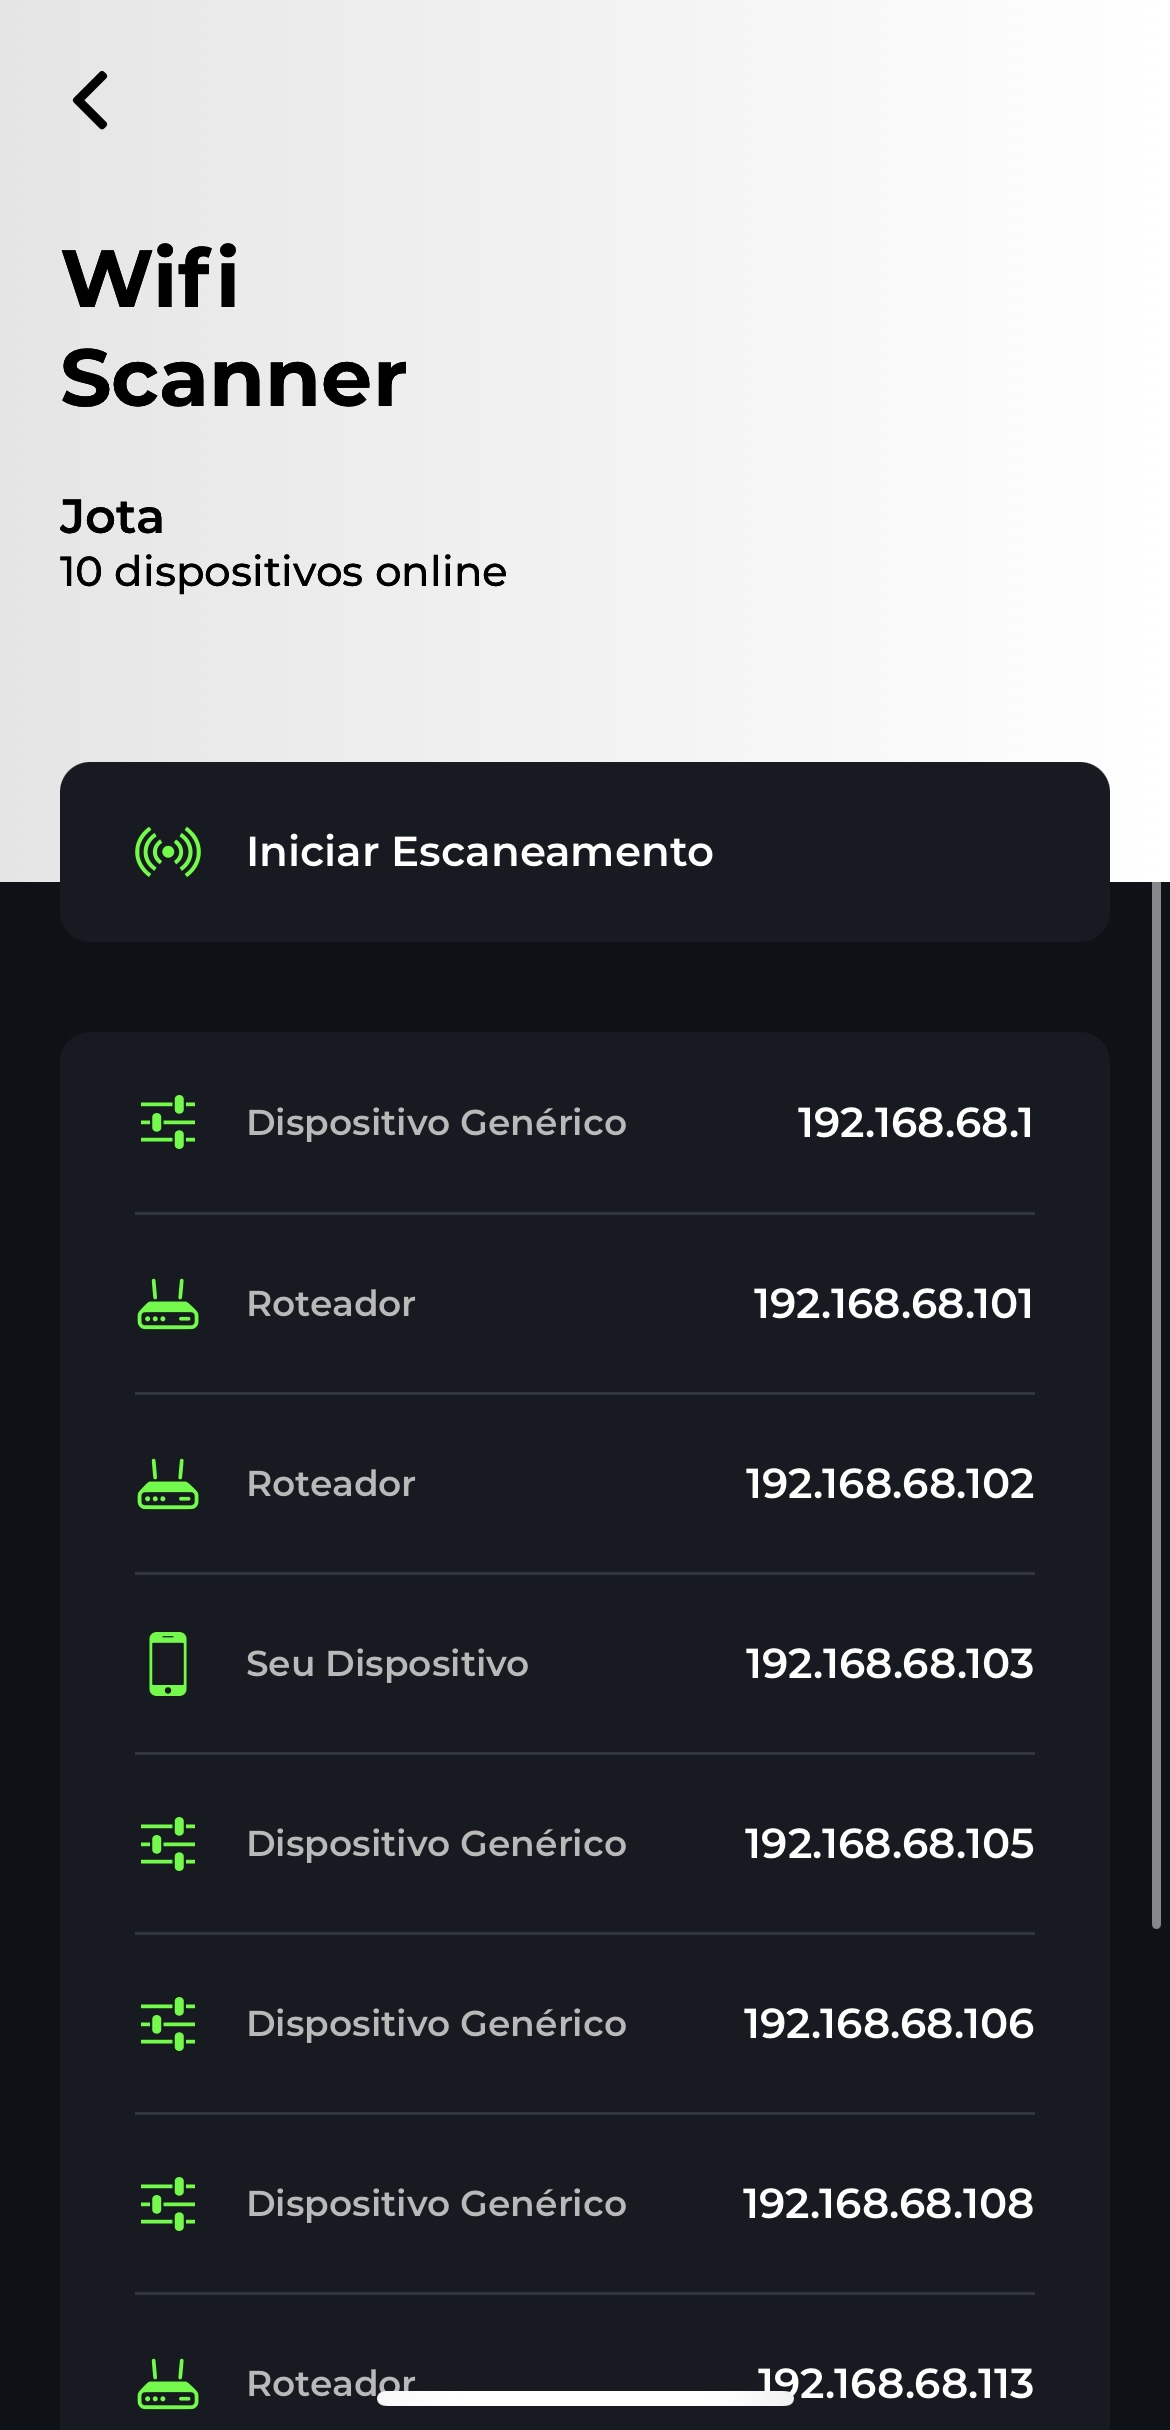 Wifi
Scanner
Jota
10 dispositivos online
Iniciar Escaneamento
Dispositivo Genérico 192.168.68.1
Roteador 192.168.68.101
Roteador 192.168.68.102
Seu Dispositivo 192.168.68.103
Dispositivo Genérico 192.168.68.105
Dispositivo Genérico 192.168.68.106
Dispositivo Genérico 192.168.68.108
Roteador 192.168.68.113